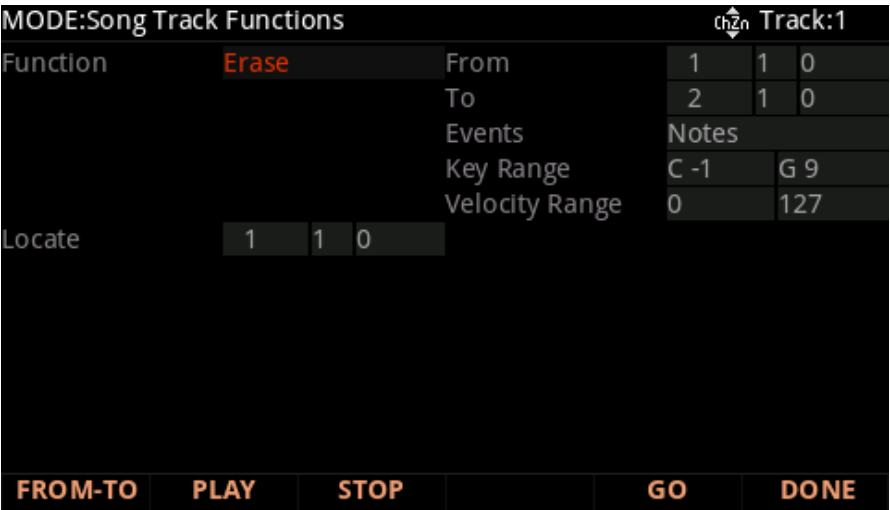 MODE:Song Track Functions ChZn Track:1
Function Erase From 1 1 0
To 2 1 0
Events Notes
Key Range C -1 G 9
Velocity Range 0 127
Locate 1 1 0
FROM-TO PLAY STOP GO DONE